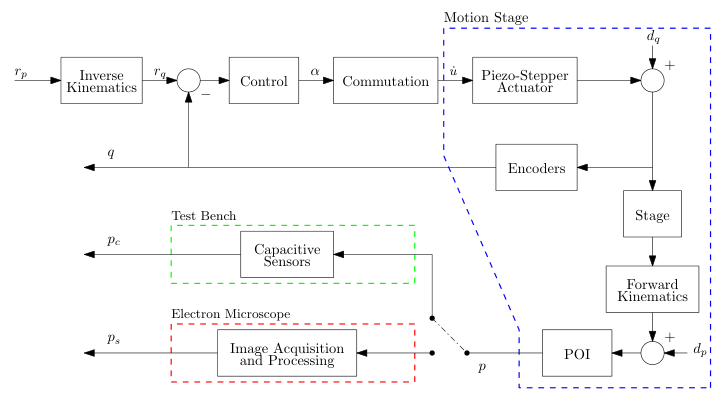 Motion Stage
d_q
r_p
Inverse
Kinematics
r_q
−
Control
α
Commutation
u̇
Piezo-Stepper
Actuator
+
q
Encoders
Stage
Test Bench
p_c
Capacitive
Sensors
Forward
Kinematics
Electron Microscope
p_s
Image Acquisition
and Processing
p
POI
+
d_p